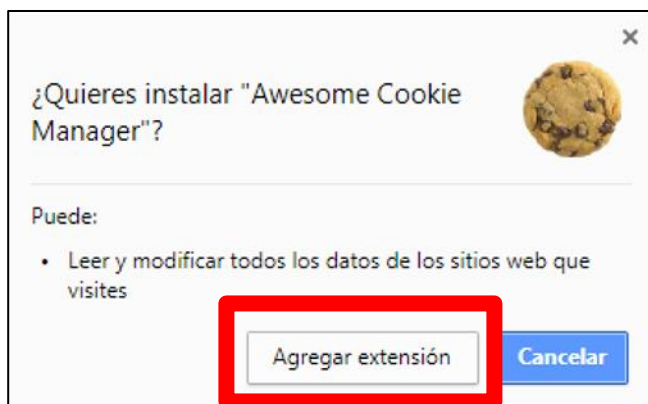 ¿Quieres instalar "Awesome Cookie
Manager"?
Puede:
• Leer y modificar todos los datos de los sitios web que
visites
Agregar extensión
Cancelar